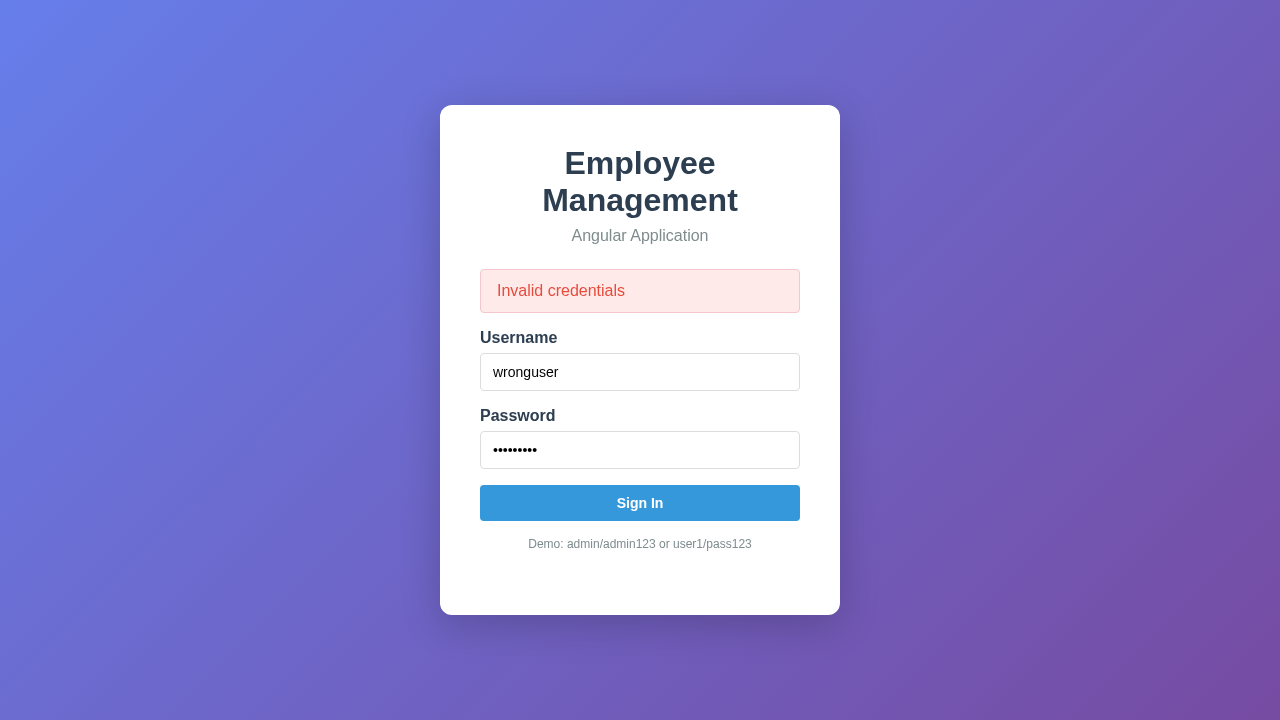 Employee
Management
Angular Application
Invalid credentials
Username
wronguser
Password
•••••••••
Sign In
Demo: admin/admin123 or user1/pass123